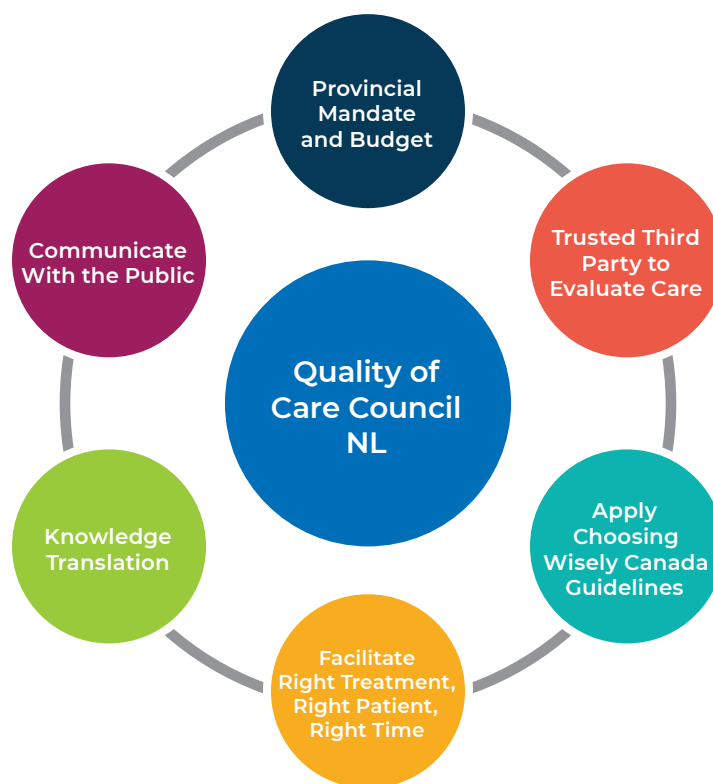 Provincial
Mandate
and Budget
Trusted Third
Party to
Evaluate Care
Apply
Choosing
Wisely Canada
Guidelines
Facilitate
Right Treatment,
Right Patient,
Right Time
Knowledge
Translation
Communicate
With the Public
Quality of
Care Council
NL